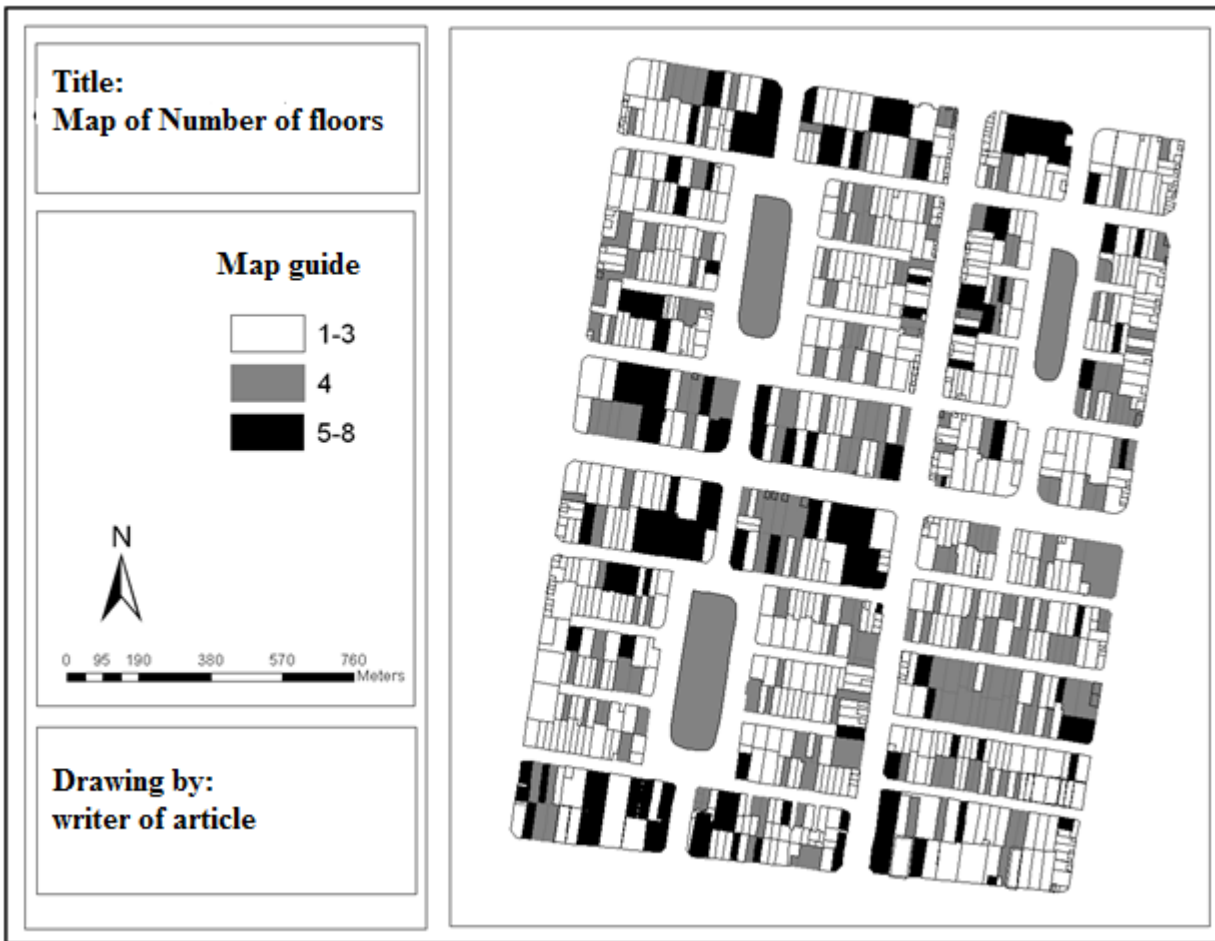 Title:
Map of Number of floors
Map guide
1-3
4
5-8
N
0 95 190 380 570 760
Meters
Drawing by:
writer of article